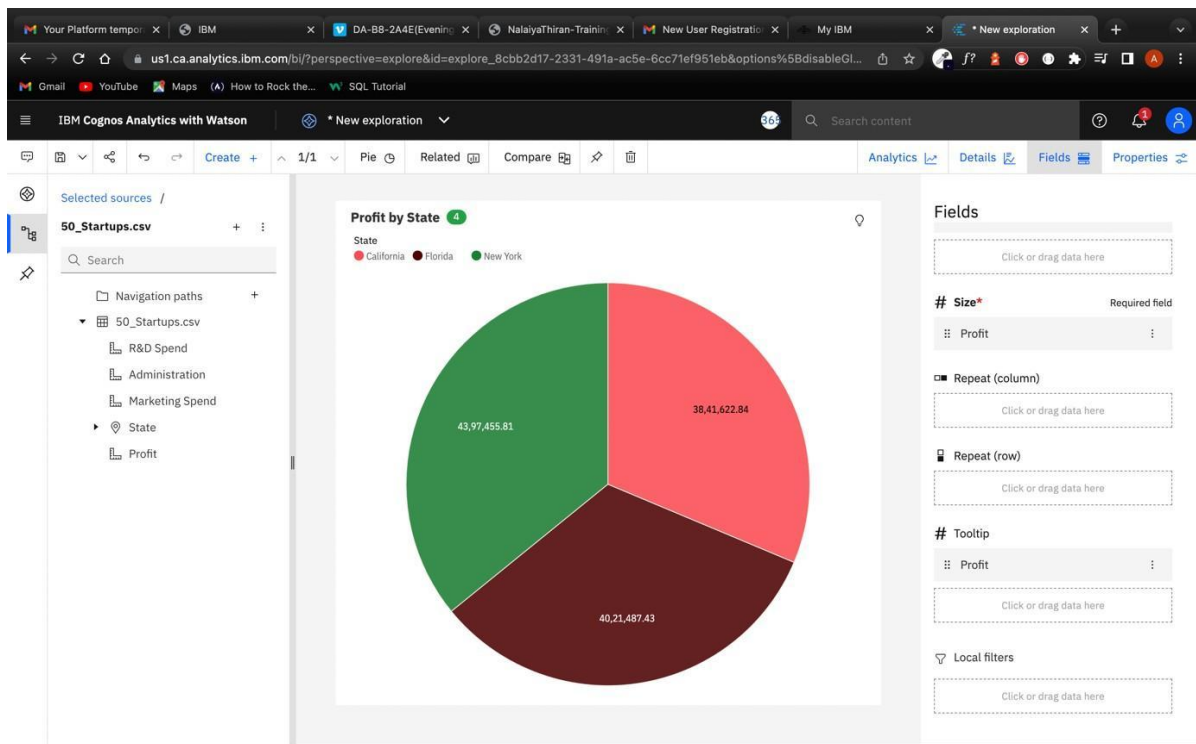 Your Platform tempor
IBM
DA-BB-2A4E(Evening
NalaiyaThiran-Training
New User Registratio
My IBM
* New exploration
us1.ca.analytics.ibm.com/bi/?perspective=explore&id=explore_8cbb2d17-2331-491a-ac5e-6cc71ef951eb&options%5BdisableGl...
f?
A
Gmail
YouTube
Maps
(A) How to Rock the...
SQL Tutorial
IBM Cognos Analytics with Watson
* New exploration
365
Search content
1
Create +
1/1
Pie
Related
Compare
Analytics
Details
Fields
Properties
Selected sources /
50_Startups.csv
Search
Navigation paths
50_Startups.csv
R&D Spend
Administration
Marketing Spend
State
Profit
Profit by State 4
State
California
Florida
New York
43,97,455.81
38,41,622.84
40,21,487.43
Fields
Click or drag data here
# Size*
Required field
Profit
Repeat (column)
Click or drag data here
Repeat (row)
Click or drag data here
# Tooltip
Profit
Click or drag data here
Local filters
Click or drag data here